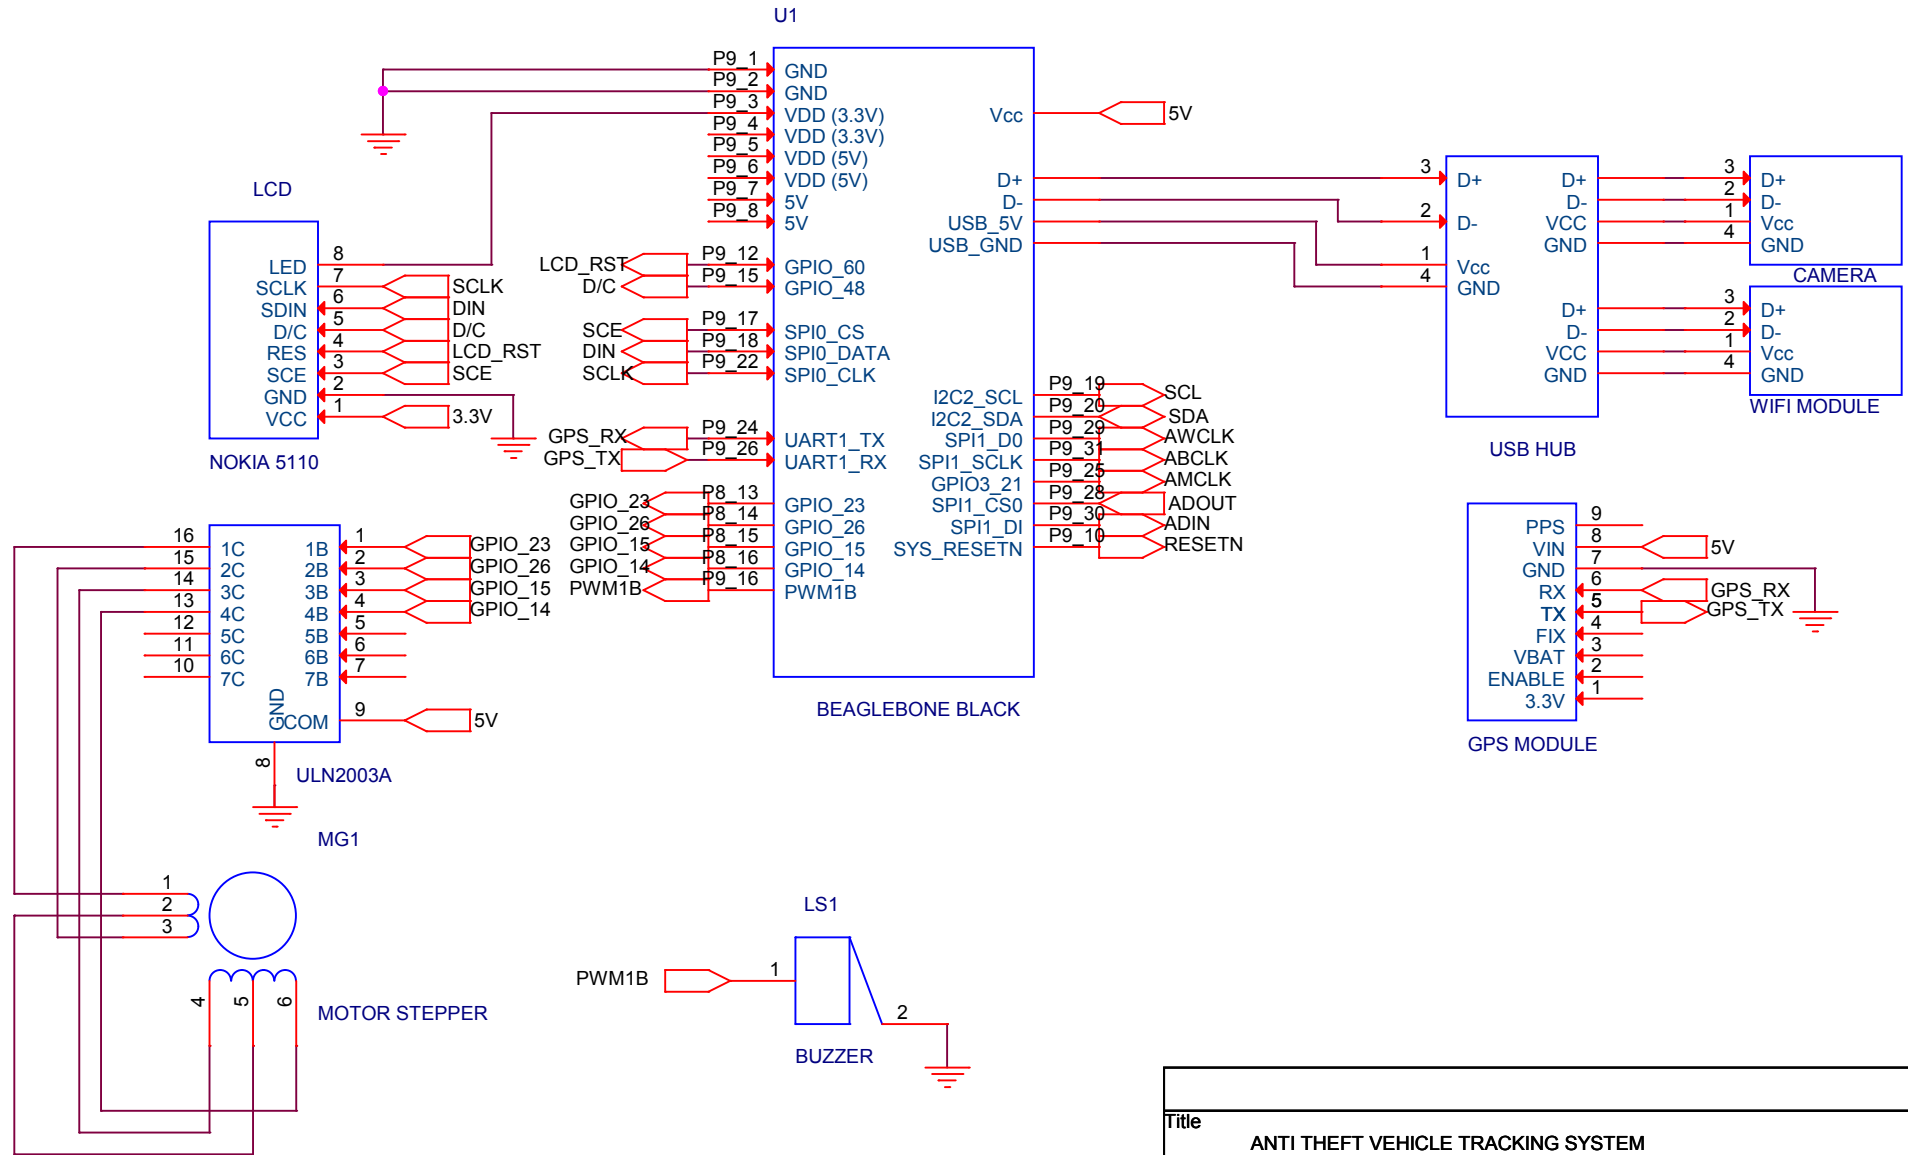 U1
P9_1 GND
P9_2 GND
P9_3 VDD (3.3V)
P9_4 VDD (3.3V)
P9_5 VDD (5V)
P9_6 VDD (5V)
P9_7 5V
P9_8 5V
LCD_RST P9_12 GPIO_60
D/C P9_15 GPIO_48
SCE P9_17 SPI0_CS
DIN P9_18 SPI0_DATA
SCLK P9_22 SPI0_CLK
GPS_RX P9_24 UART1_TX
GPS_TX P9_26 UART1_RX
GPIO_23 P8_13 GPIO_23
GPIO_26 P8_14 GPIO_26
GPIO_15 P8_15 GPIO_15
GPIO_14 P8_16 GPIO_14
PWM1B P9_16 PWM1B
Vcc 5V
D+
D-
USB_5V
USB_GND
I2C2_SCL P9_19 SCL
I2C2_SDA P9_20 SDA
SPI1_D0 P9_29 AWCLK
SPI1_SCLK P9_31 ABCLK
GPIO3_21 P9_25 AMCLK
SPI1_CS0 P9_28 ADOUT
SPI1_DI P9_30 ADIN
SYS_RESETN P9_10 RESETN
BEAGLEBONE BLACK
LCD
LED 8
SCLK 7 SCLK
SDIN 6 DIN
D/C 5 D/C
RES 4 LCD_RST
SCE 3 SCE
GND 2
VCC 1 3.3V
NOKIA 5110
16 1C 1B 1 GPIO_23
15 2C 2B 2 GPIO_26
14 3C 3B 3 GPIO_15
13 4C 4B 4 GPIO_14
12 5C 5B 5
11 6C 6B 6
10 7C 7B 7
GND COM 9 5V
8
ULN2003A
MG1
1
2
3
4 5 6
MOTOR STEPPER
LS1
PWM1B 1
2
BUZZER
3 D+ D+
2 D- D-
VCC
GND
1 Vcc
4 GND
D+
D-
VCC
GND
USB HUB
3 D+
2 D-
1 Vcc
4 GND
CAMERA
3 D+
2 D-
1 Vcc
4 GND
WIFI MODULE
PPS 9
VIN 8 5V
GND 7
RX 6 GPS_RX
TX 5 GPS_TX
FIX 4
VBAT 3
ENABLE 2
3.3V 1
GPS MODULE
Title
ANTI THEFT VEHICLE TRACKING SYSTEM